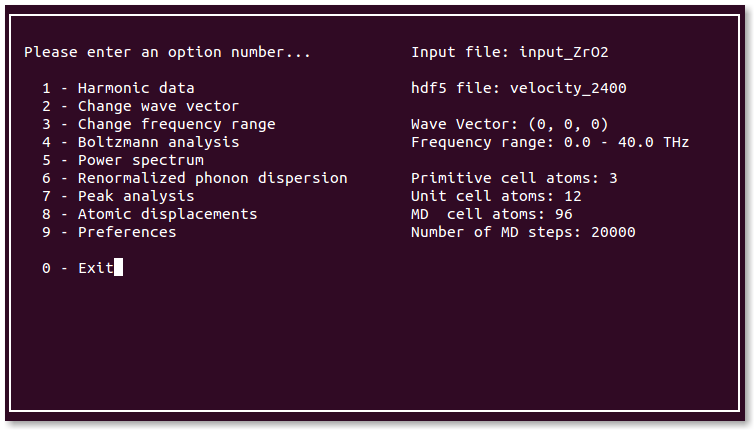 Please enter an option number... Input file: input_ZrO2
1 - Harmonic data hdf5 file: velocity_2400
2 - Change wave vector
3 - Change frequency range Wave Vector: (0, 0, 0)
4 - Boltzmann analysis Frequency range: 0.0 - 40.0 THz
5 - Power spectrum
6 - Renormalized phonon dispersion Primitive cell atoms: 3
7 - Peak analysis Unit cell atoms: 12
8 - Atomic displacements MD  cell atoms: 96
9 - Preferences Number of MD steps: 20000
0 - Exit